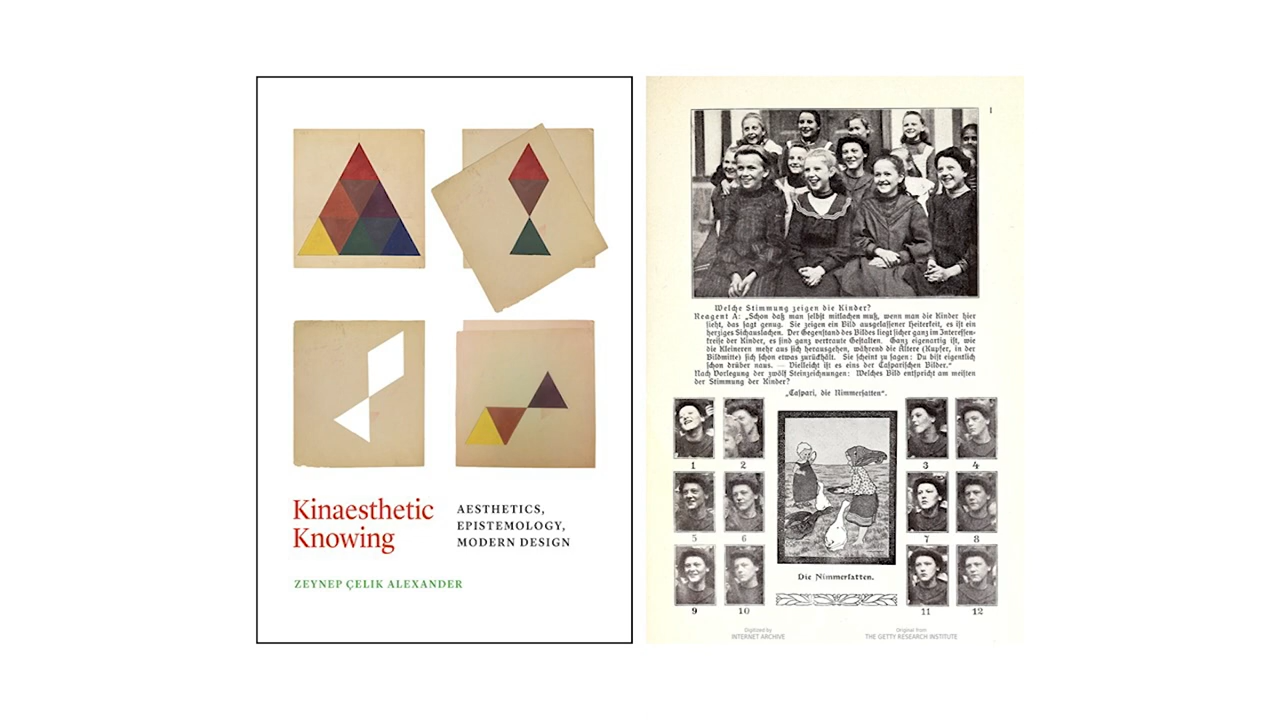 Kinaesthetic
Knowing
AESTHETICS,
EPISTEMOLOGY,
MODERN DESIGN
ZEYNEP ÇELIK ALEXANDER
I
Welche Stimmung zeigen die Kinder?
Reagent A: „Schon daß man selbst mitlachen muß, wenn man die Kinder hier
sieht, das sagt genug. Sie zeigen ein Bild ausgelassener Heiterkeit, es ist ein
herziges Sichauslachen. Der Gegenstand des Bildes liegt sicher ganz im Interessen-
kreise der Kinder, es sind ganz vertraute Gestalten. Ganz eigenartig ist, wie
die Kleineren mehr aus sich herausgehen, während die Ältere (Kupfer, in der
Bildmitte) sich schon etwas zurückhält. Sie scheint zu sagen: Du bist eigentlich
schon drüber naus. — Vielleicht ist es eins der Casparischen Bilder.“
Nach Vorlegung der zwölf Steinzeichnungen: Welches Bild entspricht am meisten
der Stimmung der Kinder?
„Caspari, die Nimmersatten“.
1 2 3 4
5 6 7 8
Die Nimmersatten.
9 10 11 12
Digitized by
INTERNET ARCHIVE
Original from
THE GETTY RESEARCH INSTITUTE